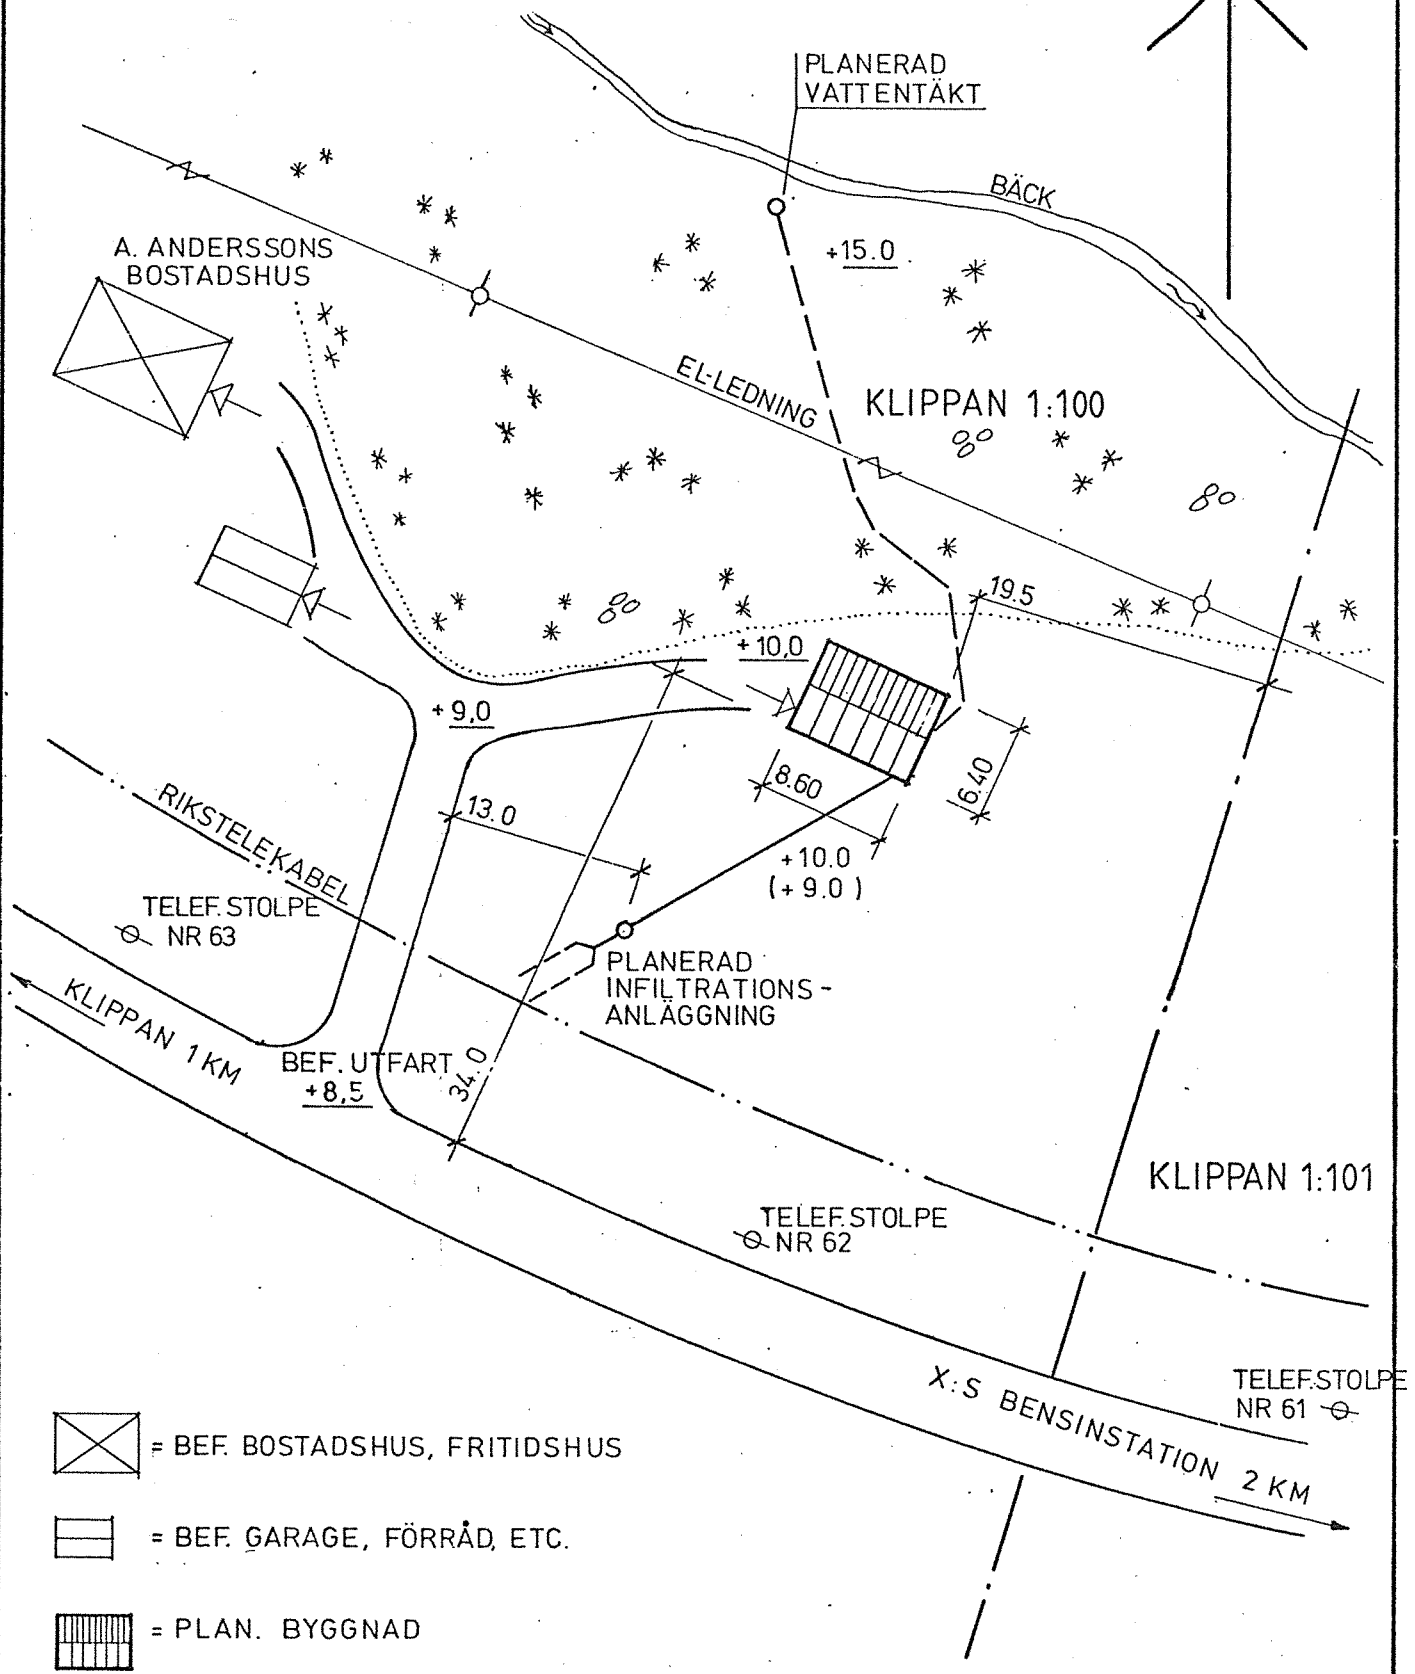 PLANERAD
VATTENTÄKT
BÄCK
A. ANDERSSONS
BOSTADSHUS
+15.0
EL-LEDNING
KLIPPAN 1:100
19.5
+10,0
+9,0
8.60
6.40
13.0
+10.0
(+9.0)
RIKSTELEKABEL
TELEF.STOLPE
NR 63
PLANERAD
INFILTRATIONS-
ANLÄGGNING
KLIPPAN 1 KM
BEF. UTFART
+8,5
34.0
KLIPPAN 1:101
TELEF.STOLPE
NR 62
X:S BENSINSTATION 2 KM
TELEF.STOLPE
NR 61
= BEF. BOSTADSHUS, FRITIDSHUS
= BEF. GARAGE, FÖRRÅD, ETC.
= PLAN. BYGGNAD